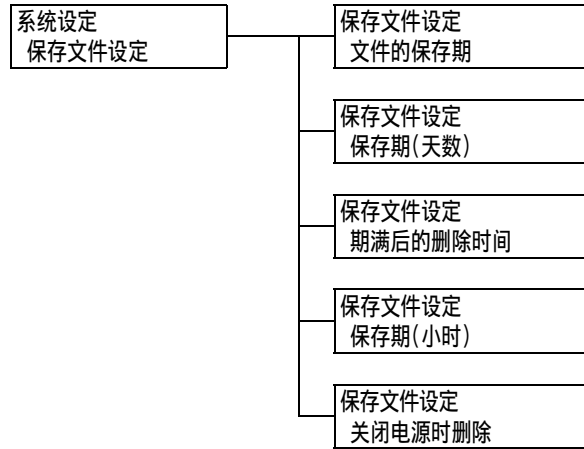 系统设定
保存文件设定
保存文件设定
文件的保存期
保存文件设定
保存期(天数)
保存文件设定
期满后的删除时间
保存文件设定
保存期(小时)
保存文件设定
关闭电源时删除